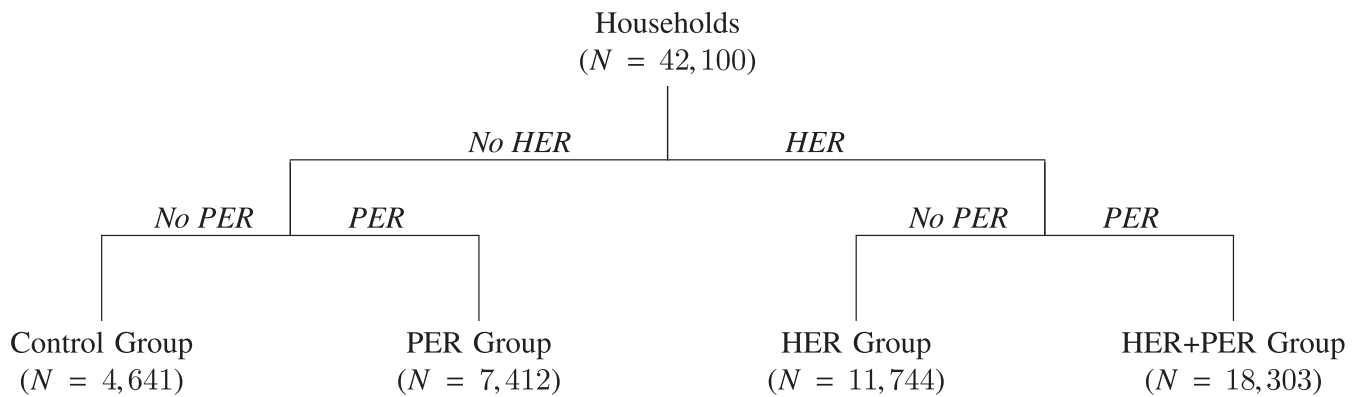 Households
(N = 42,100)
No HER HER
No PER PER No PER PER
Control Group PER Group HER Group HER+PER Group
(N = 4,641) (N = 7,412) (N = 11,744) (N = 18,303)